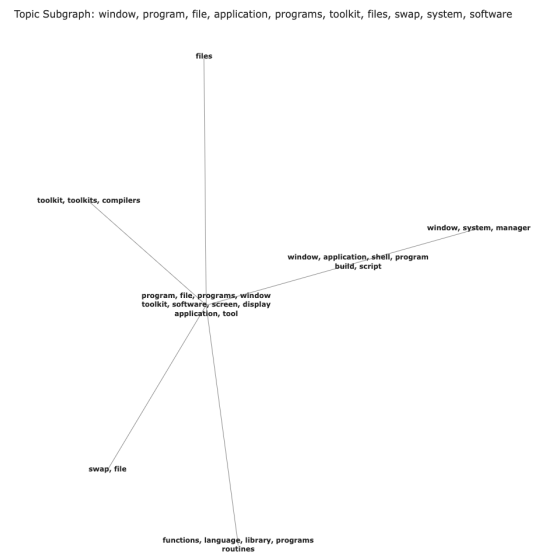 Topic Subgraph: window, program, file, application, programs, toolkit, files, swap, system, software
files
toolkit, toolkits, compilers
window, system, manager
window, application, shell, program
build, script
program, file, programs, window
toolkit, software, screen, display
application, tool
swap, file
functions, language, library, programs
routines